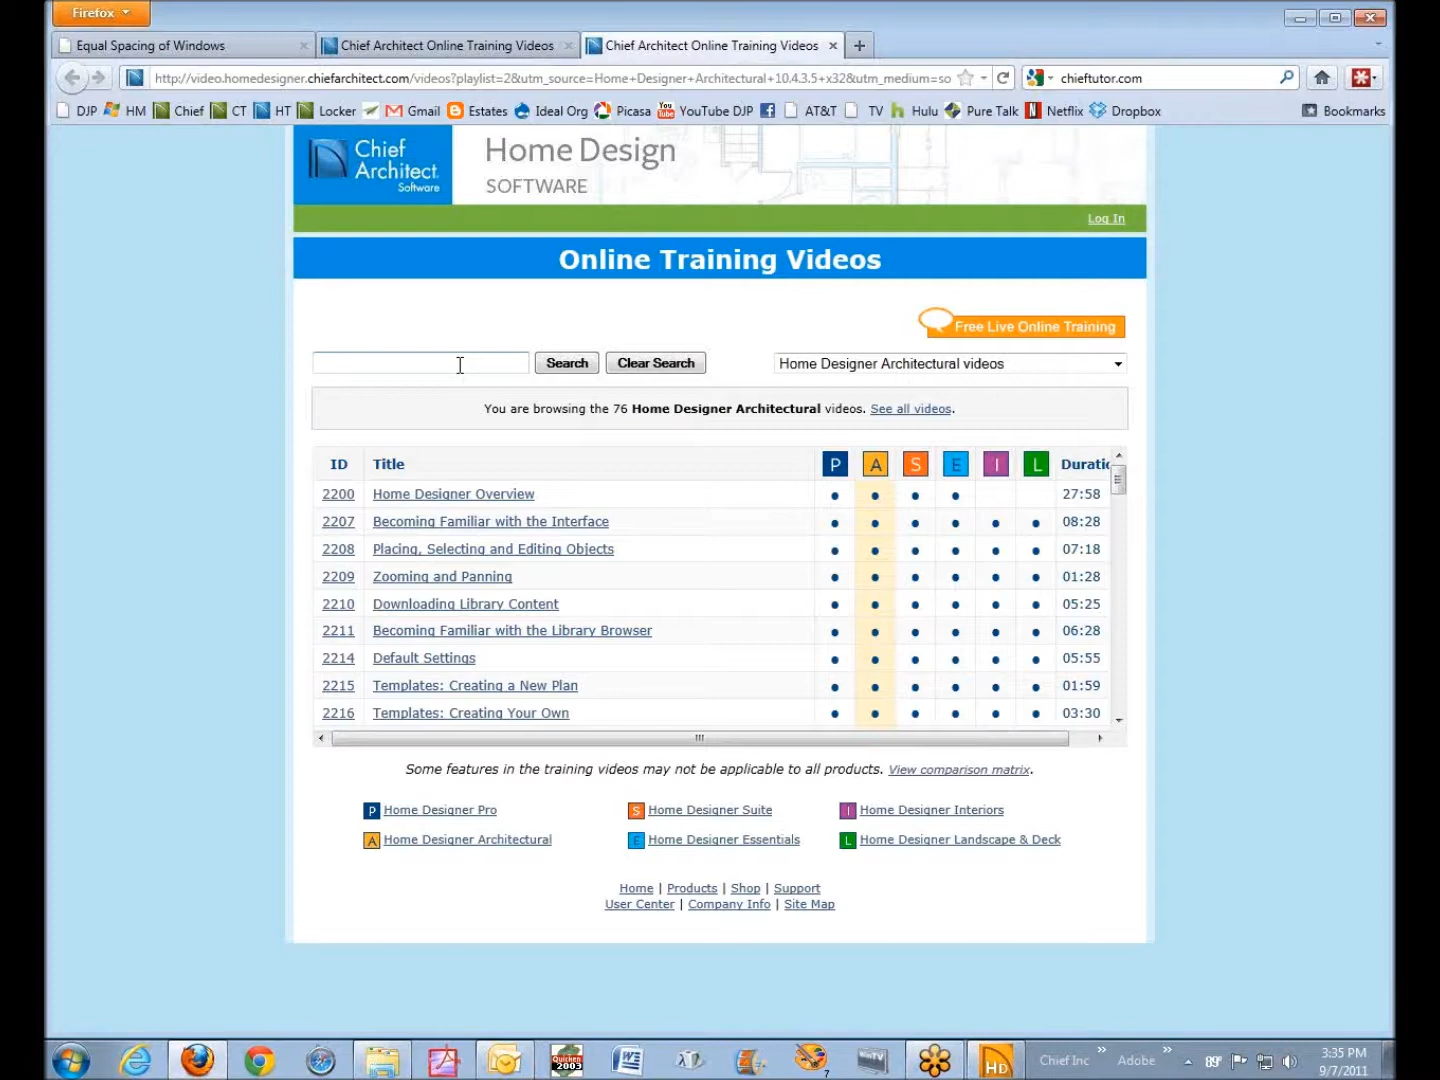 Firefox
Equal Spacing of Windows
Chief Architect Online Training Videos
Chief Architect Online Training Videos
http://video.homedesigner.chiefarchitect.com/videos?playlist=2&utm_source=Home+Designer+Architectural+10.4.3.5+x32&utm_medium=so
chieftutor.com
DJP HM Chief CT HT Locker Gmail Estates Ideal Org Picasa YouTube DJP AT&T TV Hulu Pure Talk Netflix Dropbox Bookmarks
Chief Architect Software
Home Design
SOFTWARE
Log In
Online Training Videos
Free Live Online Training
Search Clear Search Home Designer Architectural videos
You are browsing the 76 Home Designer Architectural videos. See all videos.
ID Title P A S E I L Duratio
2200 Home Designer Overview 27:58
2207 Becoming Familiar with the Interface 08:28
2208 Placing, Selecting and Editing Objects 07:18
2209 Zooming and Panning 01:28
2210 Downloading Library Content 05:25
2211 Becoming Familiar with the Library Browser 06:28
2214 Default Settings 05:55
2215 Templates: Creating a New Plan 01:59
2216 Templates: Creating Your Own 03:30
Some features in the training videos may not be applicable to all products. View comparison matrix.
P Home Designer Pro S Home Designer Suite I Home Designer Interiors
A Home Designer Architectural E Home Designer Essentials L Home Designer Landscape & Deck
Home | Products | Shop | Support
User Center | Company Info | Site Map
Quicken 2003
HD
Chief Inc
Adobe
89°
3:35 PM
9/7/2011